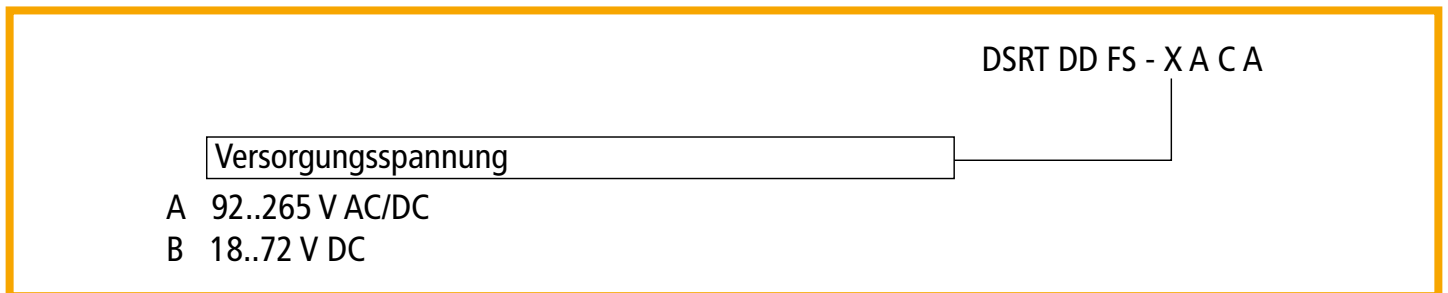 DSRT DD FS - X A C A
Versorgungsspannung
A 92..265 V AC/DC
B 18..72 V DC